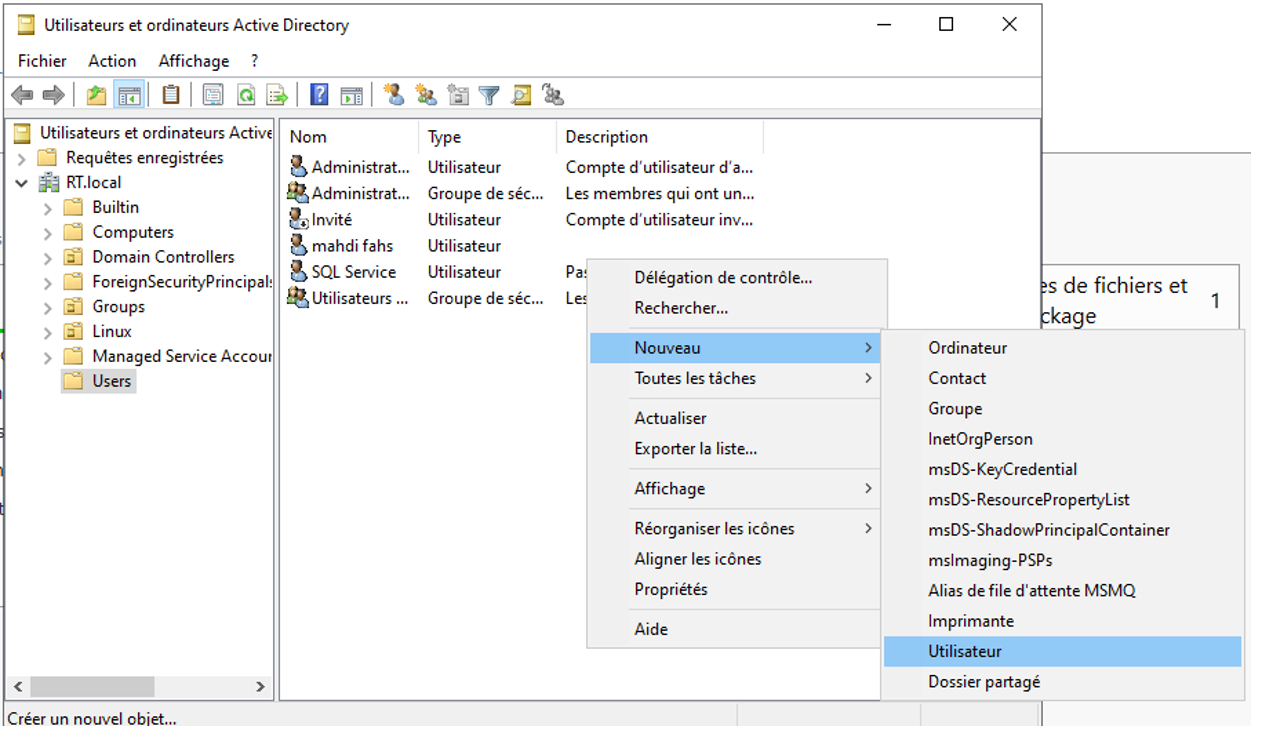 Utilisateurs et ordinateurs Active Directory
Fichier Action Affichage ?
Utilisateurs et ordinateurs Active
Requêtes enregistrées
RT.local
Builtin
Computers
Domain Controllers
ForeignSecurityPrincipals
Groups
Linux
Managed Service Accour
Users
Nom Type Description
Administrat... Utilisateur Compte d'utilisateur d'a...
Administrat... Groupe de séc... Les membres qui ont un...
Invité Utilisateur Compte d'utilisateur inv...
mahdi fahs Utilisateur
SQL Service Utilisateur Pas
Utilisateurs ... Groupe de séc... Les
Délégation de contrôle...
Rechercher...
Nouveau
Toutes les tâches
Actualiser
Exporter la liste...
Affichage
Réorganiser les icônes
Aligner les icônes
Propriétés
Aide
Ordinateur
Contact
Groupe
InetOrgPerson
msDS-KeyCredential
msDS-ResourcePropertyList
msDS-ShadowPrincipalContainer
msImaging-PSPs
Alias de file d'attente MSMQ
Imprimante
Utilisateur
Dossier partagé
es de fichiers et
ckage
1
Créer un nouvel objet...